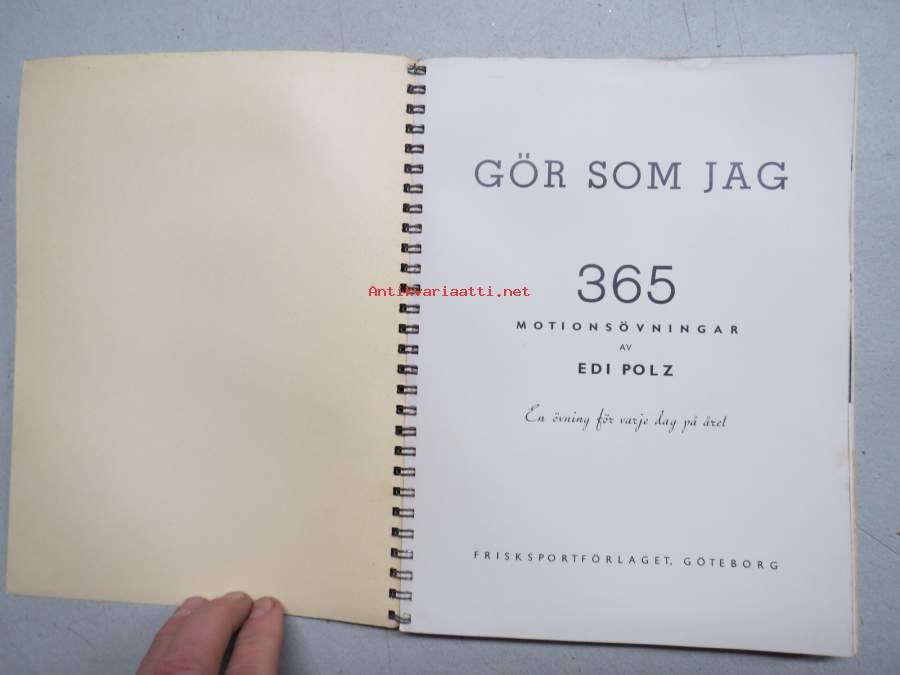 GÖR SOM JAG
365
Antikvariaatti.net
MOTIONSÖVNINGAR
AV
EDI POLZ
En övning för varje dag på året
FRISKSPORTFÖRLAGET, GÖTEBORG